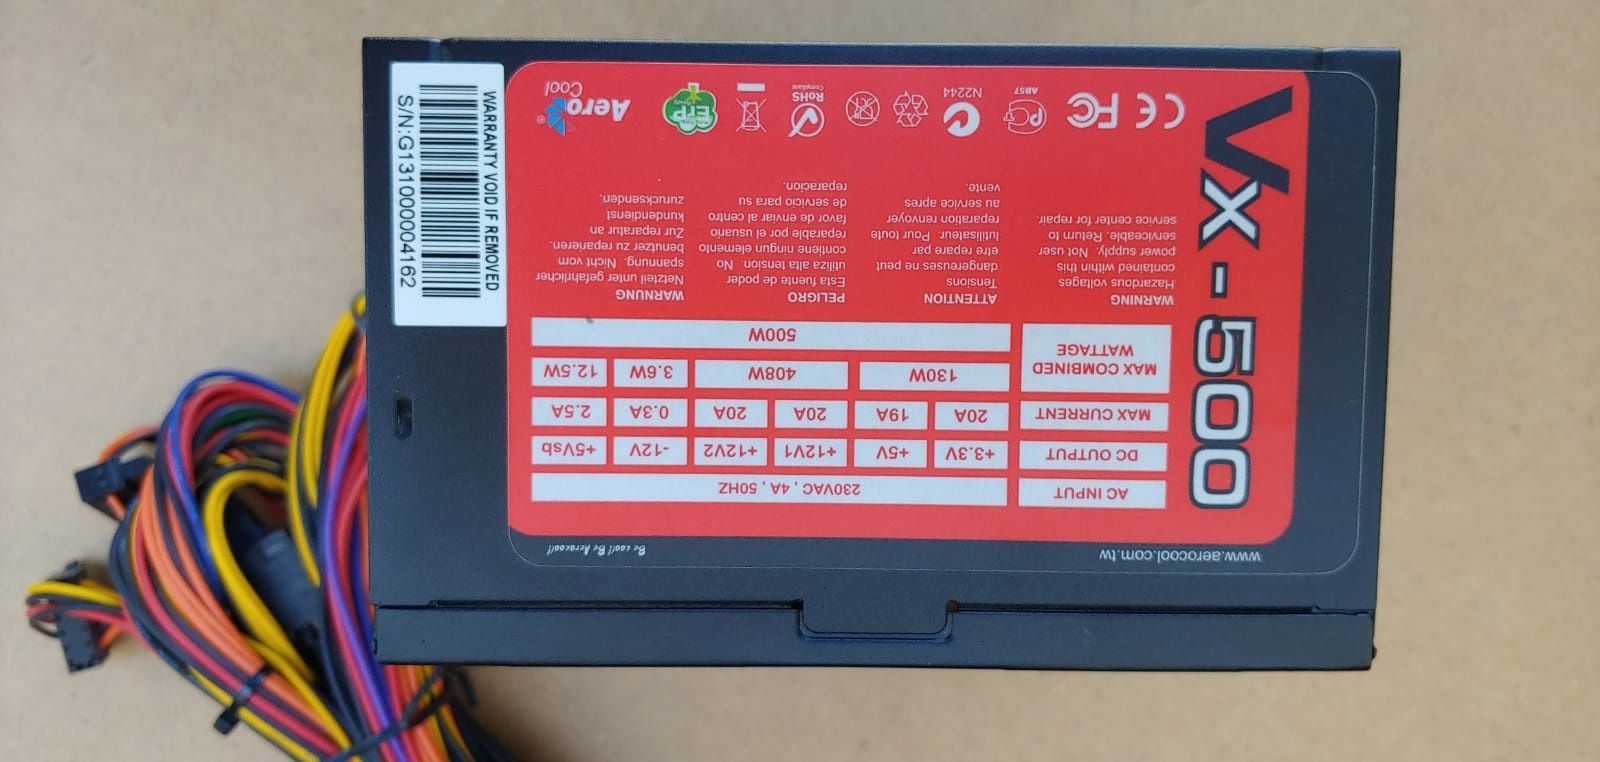 www.aerocool.com.tw
Be cool! Be Aerocool!
VX-500
AC INPUT
230VAC , 4A , 50HZ
DC OUTPUT
+3.3V
+5V
+12V1
+12V2
-12V
+5Vsb
MAX CURRENT
20A
19A
20A
20A
0.3A
2.5A
MAX COMBINED
WATTAGE
130W
408W
3.6W
12.5W
500W
WARNING
Hazardous voltages
contained within this
power supply. Not user
serviceable. Return to
service center for repair.
ATTENTION
Tensions
dangereuses ne peut
etre repare par
lutilisateur. Pour toute
reparation renvoyer
au service apres
vente.
PELIGRO
Esta fuente de poder
utiliza alta tension. No
contiene ningun elemento
reparable por el usuario
favor de enviar al centro
de servicio para su
reparacion.
WARNUNG
Netzteil unter gefahrlicher
spannung. Nicht vom
benutzer zu reparieren.
Zur reparatur an
kundendienst
zurucksenden.
CE
FC
PC
AB57
N2244
RoHS
Compliant
ErP
Aero
Cool
®
WARRANTY VOID IF REMOVED
S/N:G13100004162